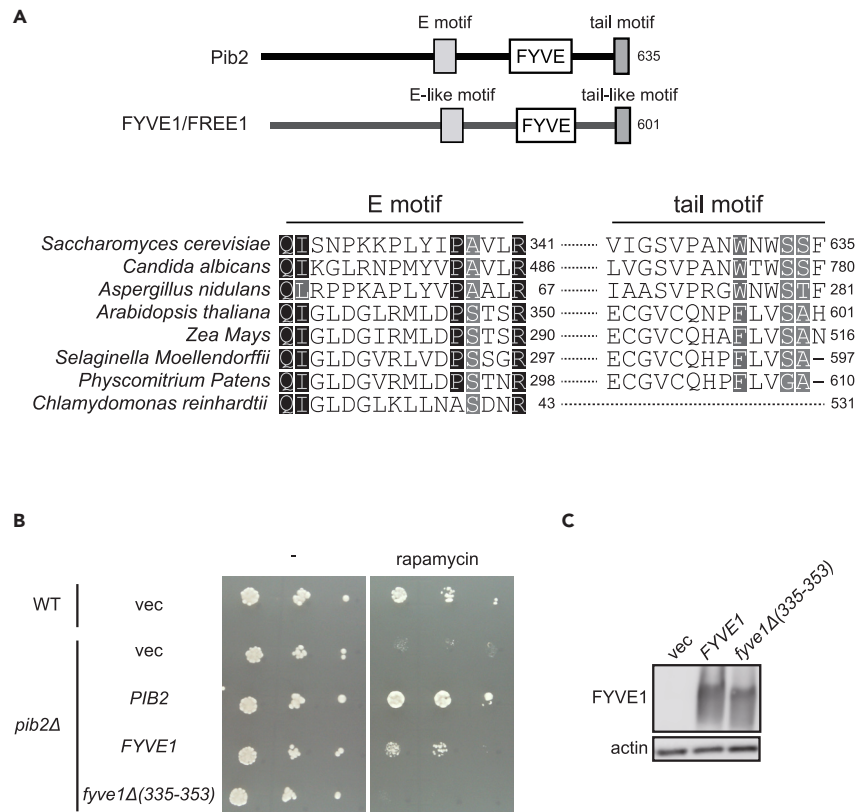 A
E motif
tail motif
Pib2
FYVE
635
E-like motif
tail-like motif
FYVE1/FREE1
FYVE
601
E motif
tail motif
Saccharomyces cerevisiae QISNPKKPLYIPAVLR 341 VIGSVPANWNWSSF 635
Candida albicans QIKGLRNPMYVPAVLR 486 LVGSVPANWTWSSF 780
Aspergillus nidulans QLRPPKAPLYVPAALR 67 IAASVPRGWNWSTF 281
Arabidopsis thaliana QIGLDGLRMLDPSTSR 350 ECGVCQNPFLVSAH 601
Zea Mays QIGLDGIRMLDPSTSR 290 ECGVCQHAFLVSAN 516
Selaginella Moellendorffii QIGLDGVRLVDPSSGR 297 ECGVCQHPFLVSA– 597
Physcomitrium Patens QIGLDGVRMLDPSTNR 298 ECGVCQHPFLVGA– 610
Chlamydomonas reinhardtii QIGLDGLKLLNASDNR 43 531
B
-
rapamycin
WT
vec
vec
PIB2
pib2Δ
FYVE1
fyve1Δ(335-353)
C
vec
FYVE1
fyve1Δ(335-353)
FYVE1
actin